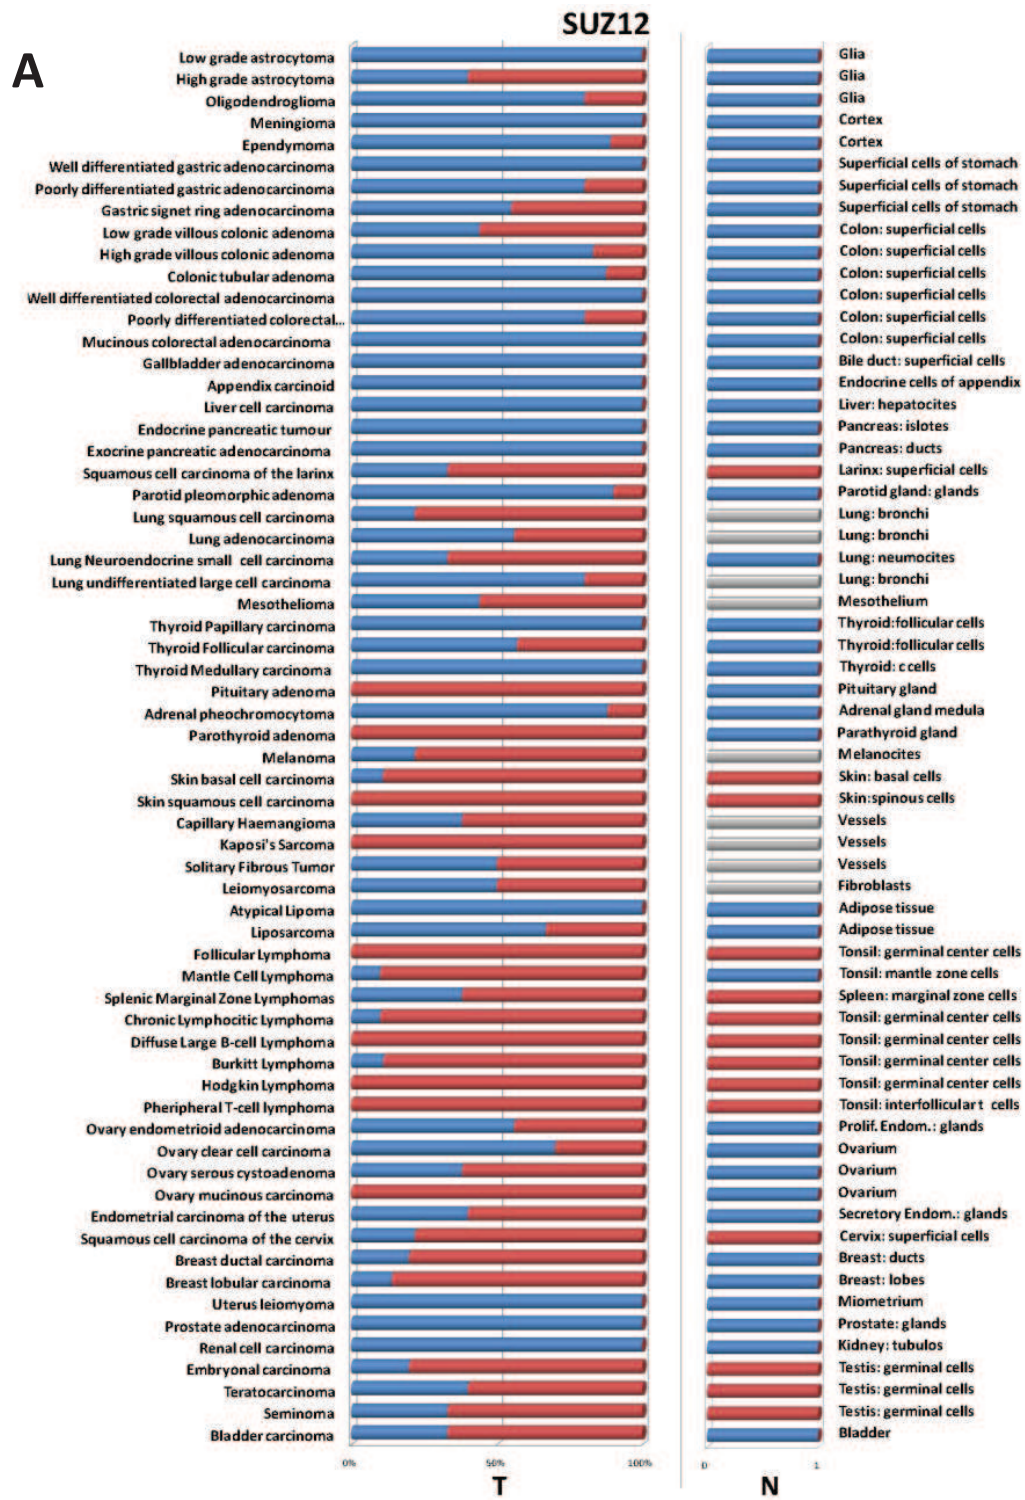 SUZ12
A
Low grade astrocytoma Glia
High grade astrocytoma Glia
Oligodendroglioma Glia
Meningioma Cortex
Ependymoma Cortex
Well differentiated gastric adenocarcinoma Superficial cells of stomach
Poorly differentiated gastric adenocarcinoma Superficial cells of stomach
Gastric signet ring adenocarcinoma Superficial cells of stomach
Low grade villous colonic adenoma Colon: superficial cells
High grade villous colonic adenoma Colon: superficial cells
Colonic tubular adenoma Colon: superficial cells
Well differentiated colorectal adenocarcinoma Colon: superficial cells
Poorly differentiated colorectal... Colon: superficial cells
Mucinous colorectal adenocarcinoma Colon: superficial cells
Gallbladder adenocarcinoma Bile duct: superficial cells
Appendix carcinoid Endocrine cells of appendix
Liver cell carcinoma Liver: hepatocites
Endocrine pancreatic tumour Pancreas: islotes
Exocrine pancreatic adenocarcinoma Pancreas: ducts
Squamous cell carcinoma of the larinx Larinx: superficial cells
Parotid pleomorphic adenoma Parotid gland: glands
Lung squamous cell carcinoma Lung: bronchi
Lung adenocarcinoma Lung: bronchi
Lung Neuroendocrine small cell carcinoma Lung: neumocites
Lung undifferentiated large cell carcinoma Lung: bronchi
Mesothelioma Mesothelium
Thyroid Papillary carcinoma Thyroid:follicular cells
Thyroid Follicular carcinoma Thyroid:follicular cells
Thyroid Medullary carcinoma Thyroid: c cells
Pituitary adenoma Pituitary gland
Adrenal pheochromocytoma Adrenal gland medula
Parothyroid adenoma Parathyroid gland
Melanoma Melanocites
Skin basal cell carcinoma Skin: basal cells
Skin squamous cell carcinoma Skin:spinous cells
Capillary Haemangioma Vessels
Kaposi's Sarcoma Vessels
Solitary Fibrous Tumor Vessels
Leiomyosarcoma Fibroblasts
Atypical Lipoma Adipose tissue
Liposarcoma Adipose tissue
Follicular Lymphoma Tonsil: germinal center cells
Mantle Cell Lymphoma Tonsil: mantle zone cells
Splenic Marginal Zone Lymphomas Spleen: marginal zone cells
Chronic Lymphocitic Lymphoma Tonsil: germinal center cells
Diffuse Large B-cell Lymphoma Tonsil: germinal center cells
Burkitt Lymphoma Tonsil: germinal center cells
Hodgkin Lymphoma Tonsil: germinal center cells
Pheripheral T-cell lymphoma Tonsil: interfollicular t cells
Ovary endometrioid adenocarcinoma Prolif. Endom.: glands
Ovary clear cell carcinoma Ovarium
Ovary serous cystoadenoma Ovarium
Ovary mucinous carcinoma Ovarium
Endometrial carcinoma of the uterus Secretory Endom.: glands
Squamous cell carcinoma of the cervix Cervix: superficial cells
Breast ductal carcinoma Breast: ducts
Breast lobular carcinoma Breast: lobes
Uterus leiomyoma Miometrium
Prostate adenocarcinoma Prostate: glands
Renal cell carcinoma Kidney: tubulos
Embryonal carcinoma Testis: germinal cells
Teratocarcinoma Testis: germinal cells
Seminoma Testis: germinal cells
Bladder carcinoma Bladder
0% 50% 100% 0 1
T N